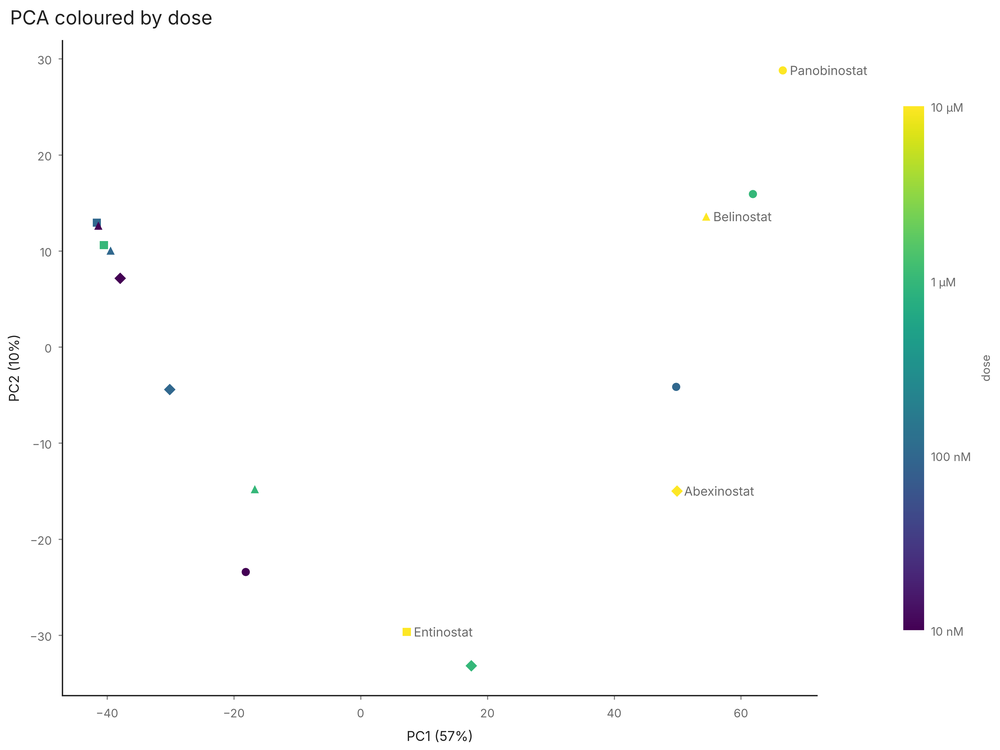 PCA coloured by dose
30
20
10
0
−10
−20
−30
PC2 (10%)
−40
−20
0
20
40
60
PC1 (57%)
Panobinostat
Belinostat
Abexinostat
Entinostat
10 µM
1 µM
100 nM
10 nM
dose